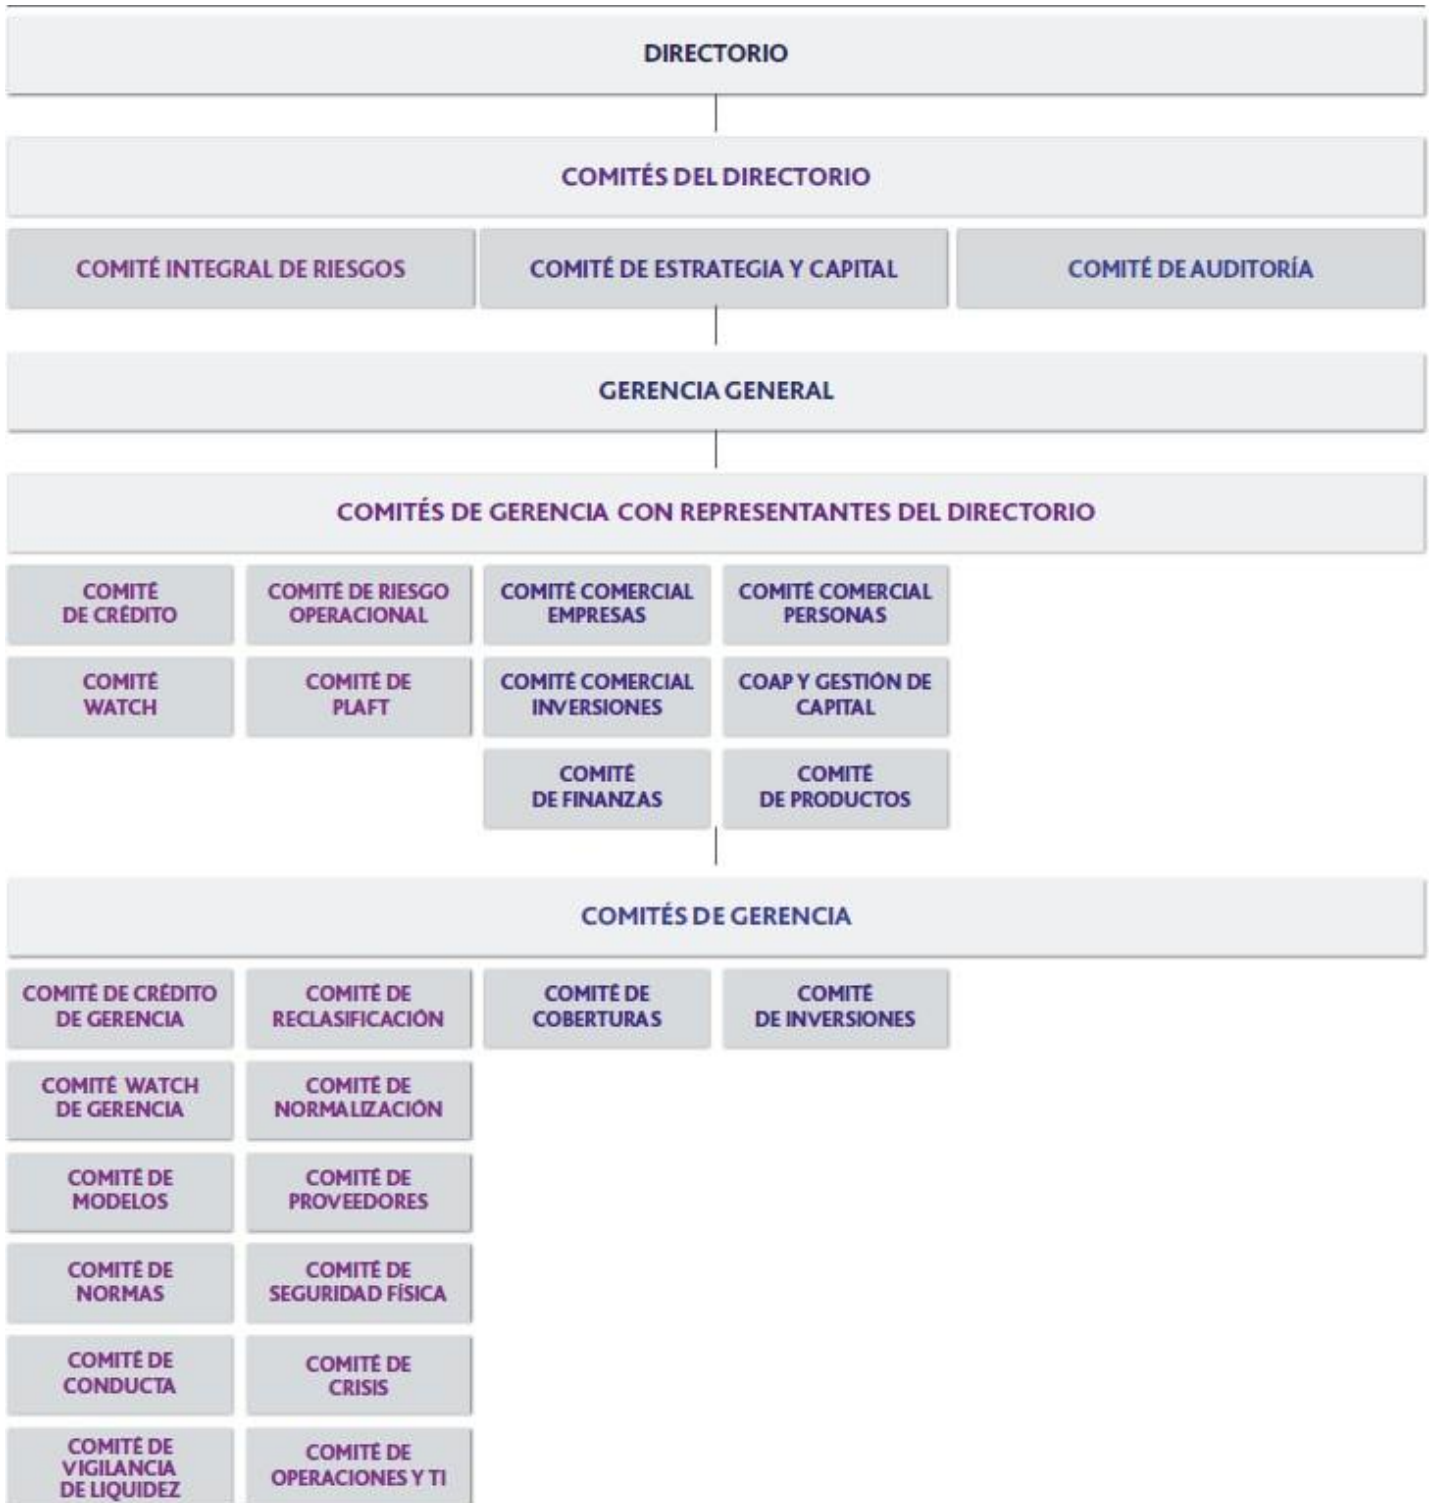 DIRECTORIO
COMITÉS DEL DIRECTORIO
COMITÉ INTEGRAL DE RIESGOS
COMITÉ DE ESTRATEGIA Y CAPITAL
COMITÉ DE AUDITORÍA
GERENCIA GENERAL
COMITÉS DE GERENCIA CON REPRESENTANTES DEL DIRECTORIO
COMITÉ
DE CRÉDITO
COMITÉ DE RIESGO
OPERACIONAL
COMITÉ COMERCIAL
EMPRESAS
COMITÉ COMERCIAL
PERSONAS
COMITÉ
WATCH
COMITÉ DE
PLAFT
COMITÉ COMERCIAL
INVERSIONES
COAP Y GESTIÓN DE
CAPITAL
COMITÉ
DE FINANZAS
COMITÉ
DE PRODUCTOS
COMITÉS DE GERENCIA
COMITÉ DE CRÉDITO
DE GERENCIA
COMITÉ DE
RECLASIFICACIÓN
COMITÉ DE
COBERTURAS
COMITÉ
DE INVERSIONES
COMITÉ WATCH
DE GERENCIA
COMITÉ DE
NORMALIZACIÓN
COMITÉ DE
MODELOS
COMITÉ DE
PROVEEDORES
COMITÉ DE
NORMAS
COMITÉ DE
SEGURIDAD FÍSICA
COMITÉ DE
CONDUCTA
COMITÉ DE
CRISIS
COMITÉ DE
VIGILANCIA
DE LIQUIDEZ
COMITÉ DE
OPERACIONES Y TI